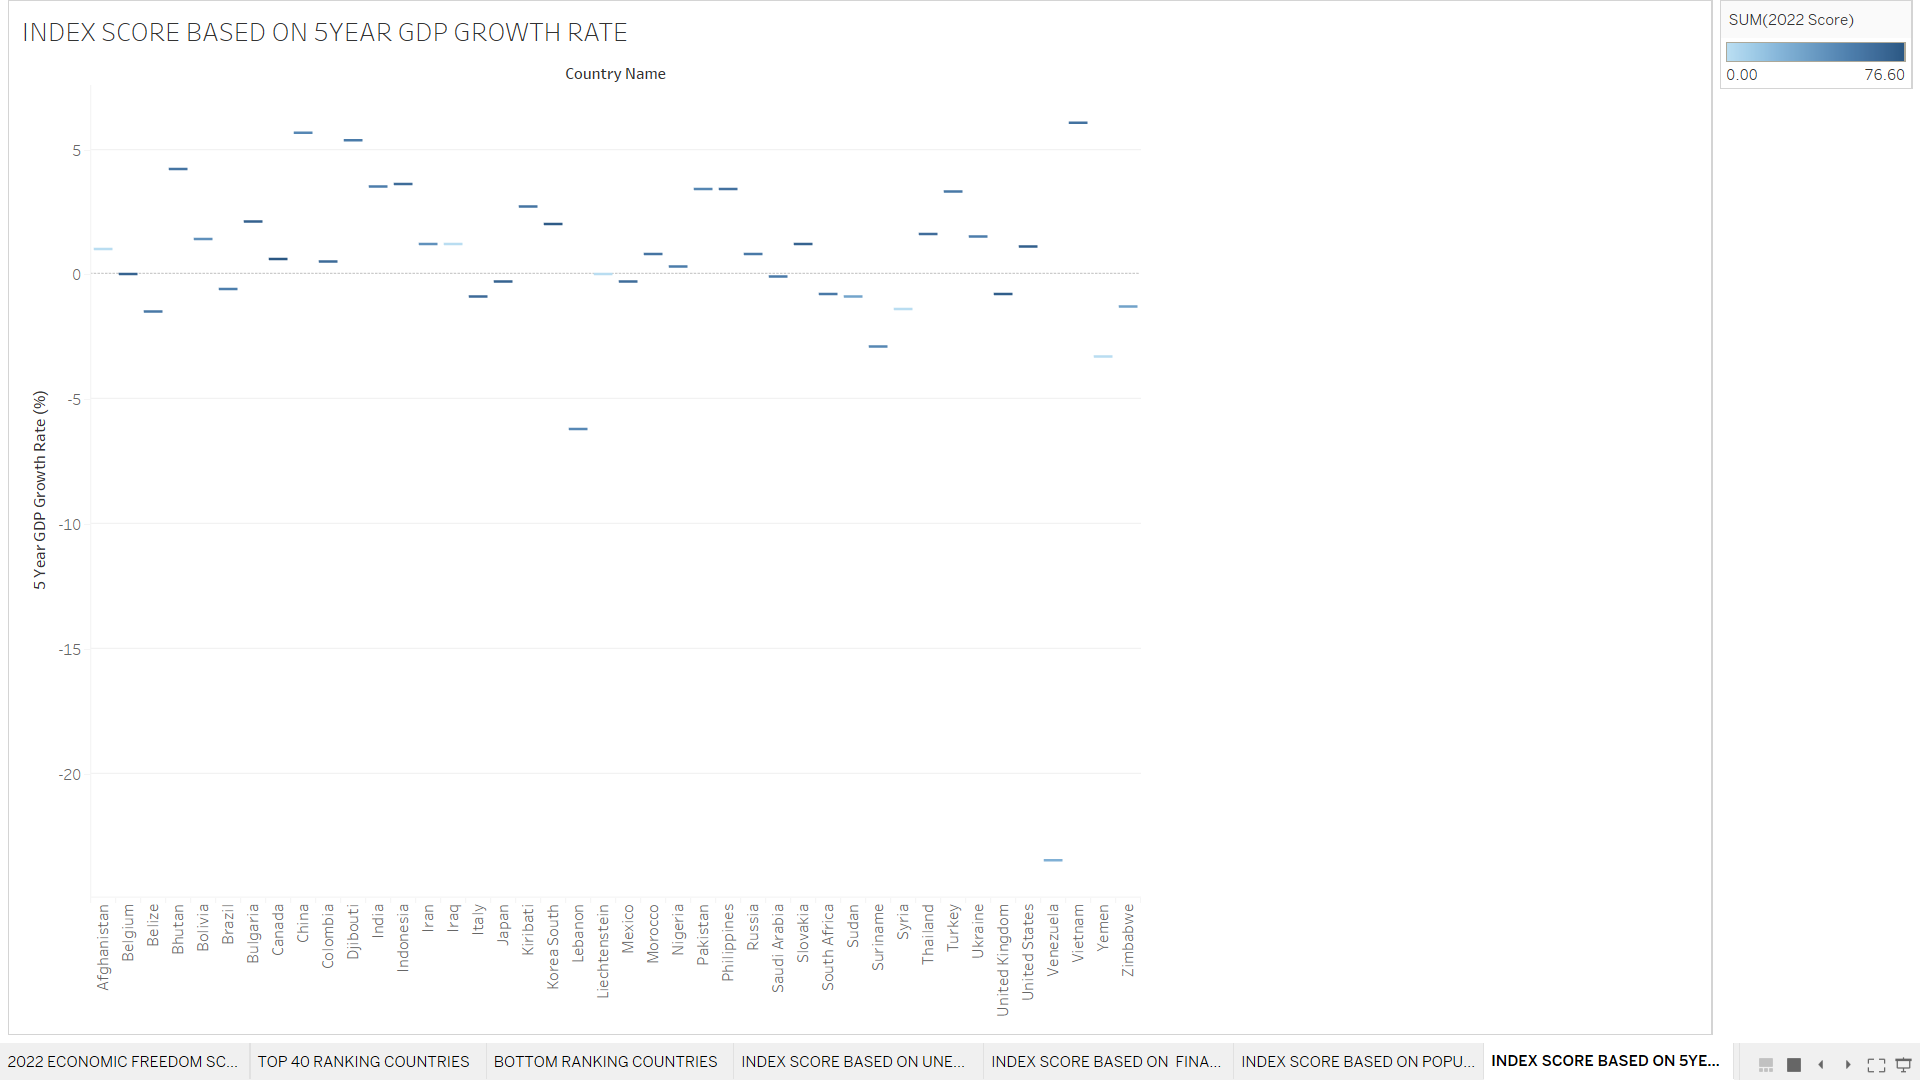 INDEX SCORE BASED ON 5YEAR GDP GROWTH RATE
SUM(2022 Score)
0.00 76.60
Country Name
5 Year GDP Growth Rate (%)
5
0
-5
-10
-15
-20
Afghanistan
Belgium
Belize
Bhutan
Bolivia
Brazil
Bulgaria
Canada
China
Colombia
Djibouti
India
Indonesia
Iran
Iraq
Italy
Japan
Kiribati
Korea South
Lebanon
Liechtenstein
Mexico
Morocco
Nigeria
Pakistan
Philippines
Russia
Saudi Arabia
Slovakia
South Africa
Sudan
Suriname
Syria
Thailand
Turkey
Ukraine
United Kingdom
United States
Venezuela
Vietnam
Yemen
Zimbabwe
2022 ECONOMIC FREEDOM SC...
TOP 40 RANKING COUNTRIES
BOTTOM RANKING COUNTRIES
INDEX SCORE BASED ON UNE...
INDEX SCORE BASED ON FINA...
INDEX SCORE BASED ON POPU...
INDEX SCORE BASED ON 5YE...